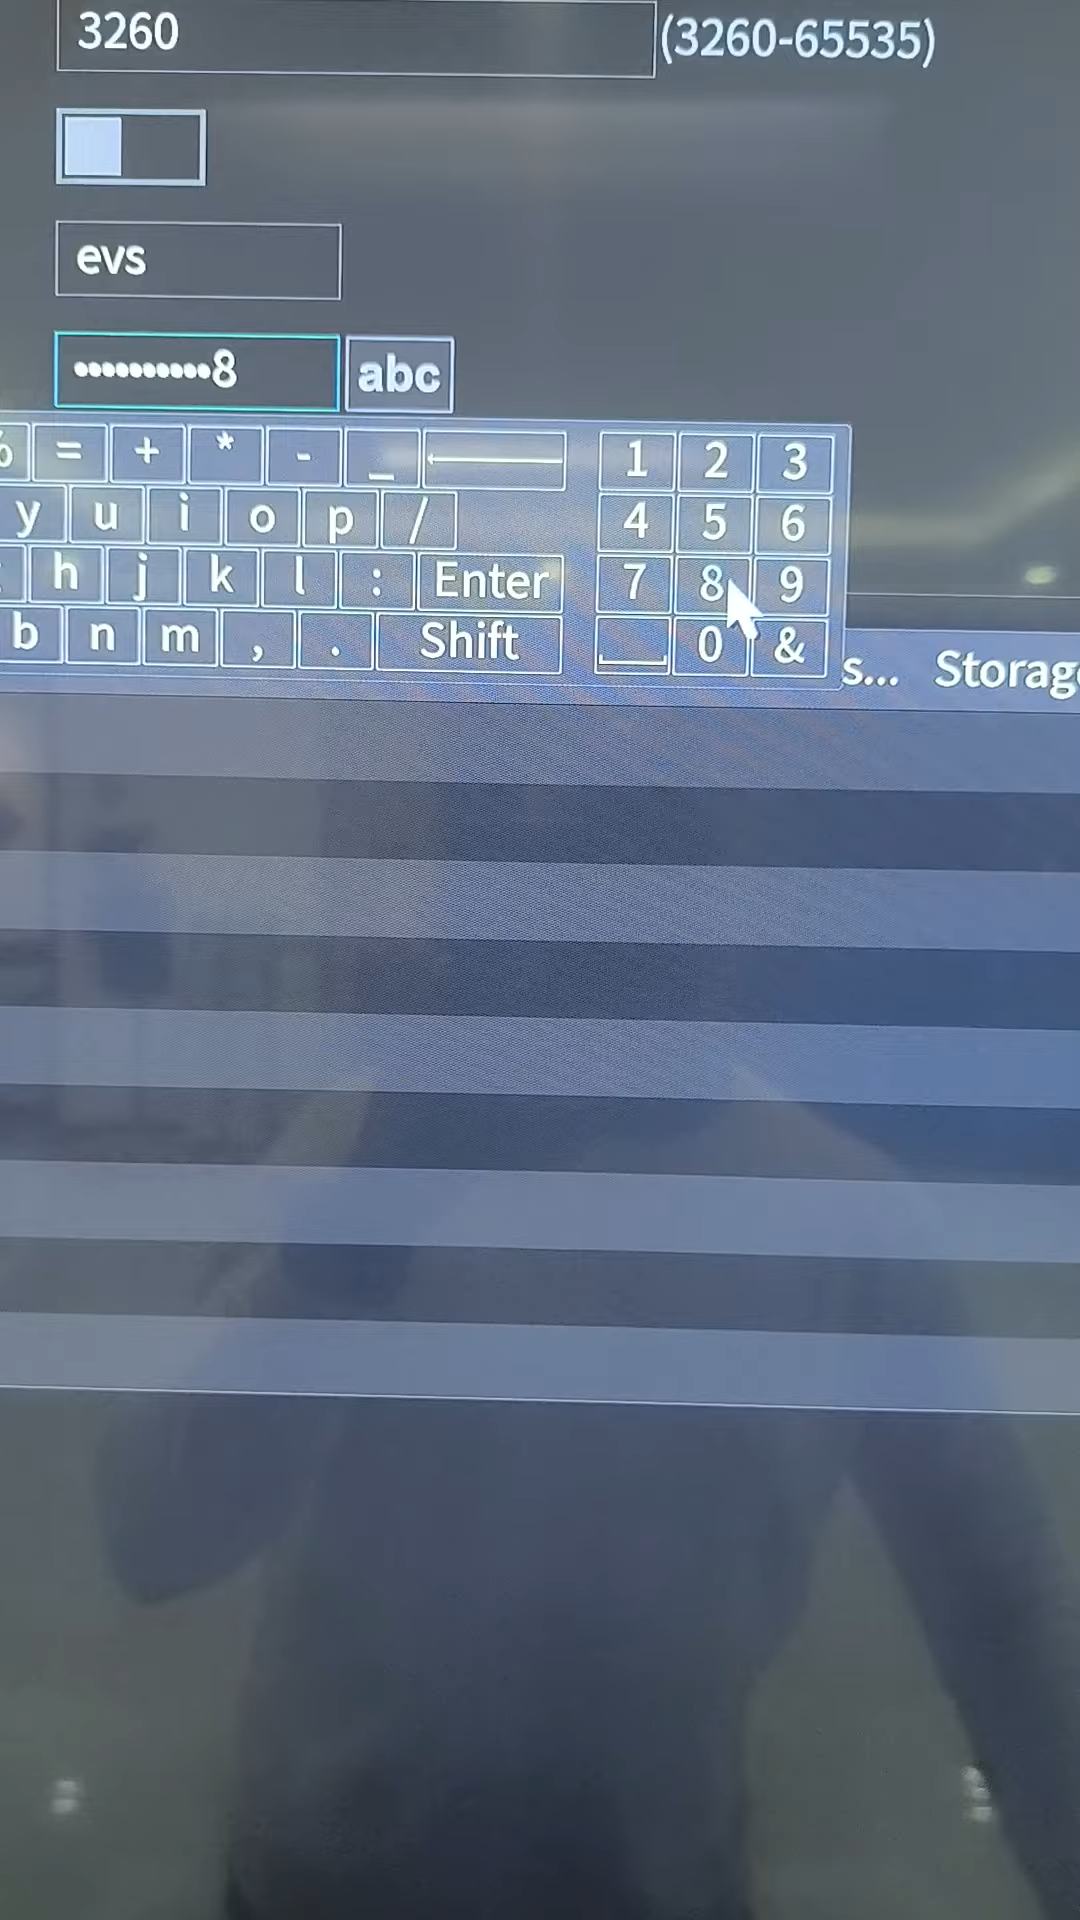 3260 (3260-65535)
evs
••••••••••8 abc
= + * - _ 1 2 3
y u i o p / 4 5 6
h j k l : Enter 7 8 9
b n m , . Shift 0 &
s... Storag